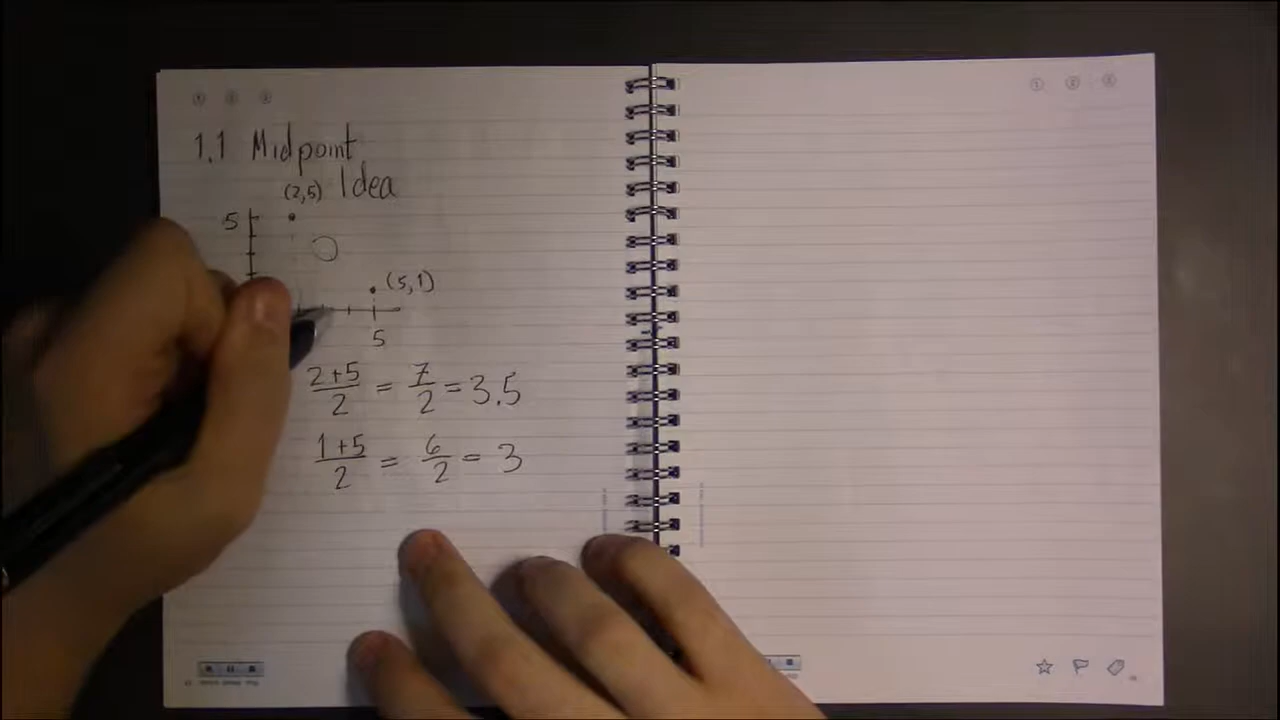 1.1 Midpoint
Idea
(2,5)
5
(5,1)
5
2+5/2 = 7/2 = 3.5
1+5/2 = 6/2 = 3